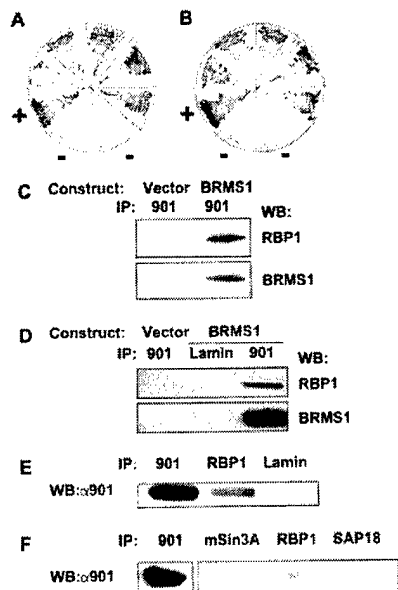 A B
+ +
- - - -
C Construct: Vector BRMS1
IP: 901 901 WB:
RBP1
BRMS1
D Construct: Vector BRMS1
IP: 901 Lamin 901 WB:
RBP1
BRMS1
E IP: 901 RBP1 Lamin
WB:α901
F IP: 901 mSin3A RBP1 SAP18
WB:α901